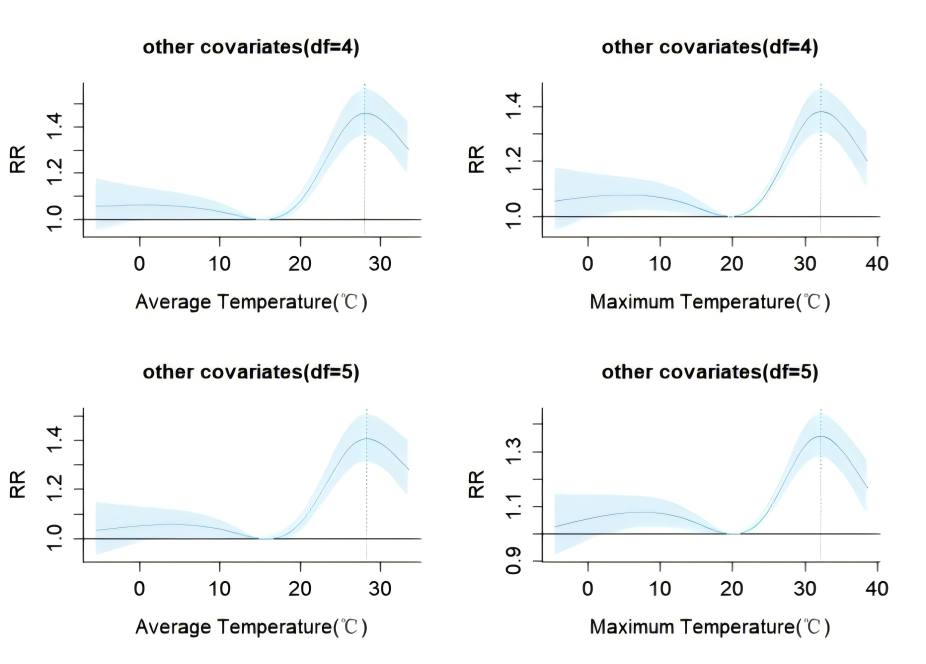 other covariates(df=4)
RR
1.0 1.2 1.4
0 10 20 30
Average Temperature(℃)
other covariates(df=4)
RR
1.0 1.2 1.4
0 10 20 30 40
Maximum Temperature(℃)
other covariates(df=5)
RR
1.0 1.2 1.4
0 10 20 30
Average Temperature(℃)
other covariates(df=5)
RR
0.9 1.1 1.3
0 10 20 30 40
Maximum Temperature(℃)